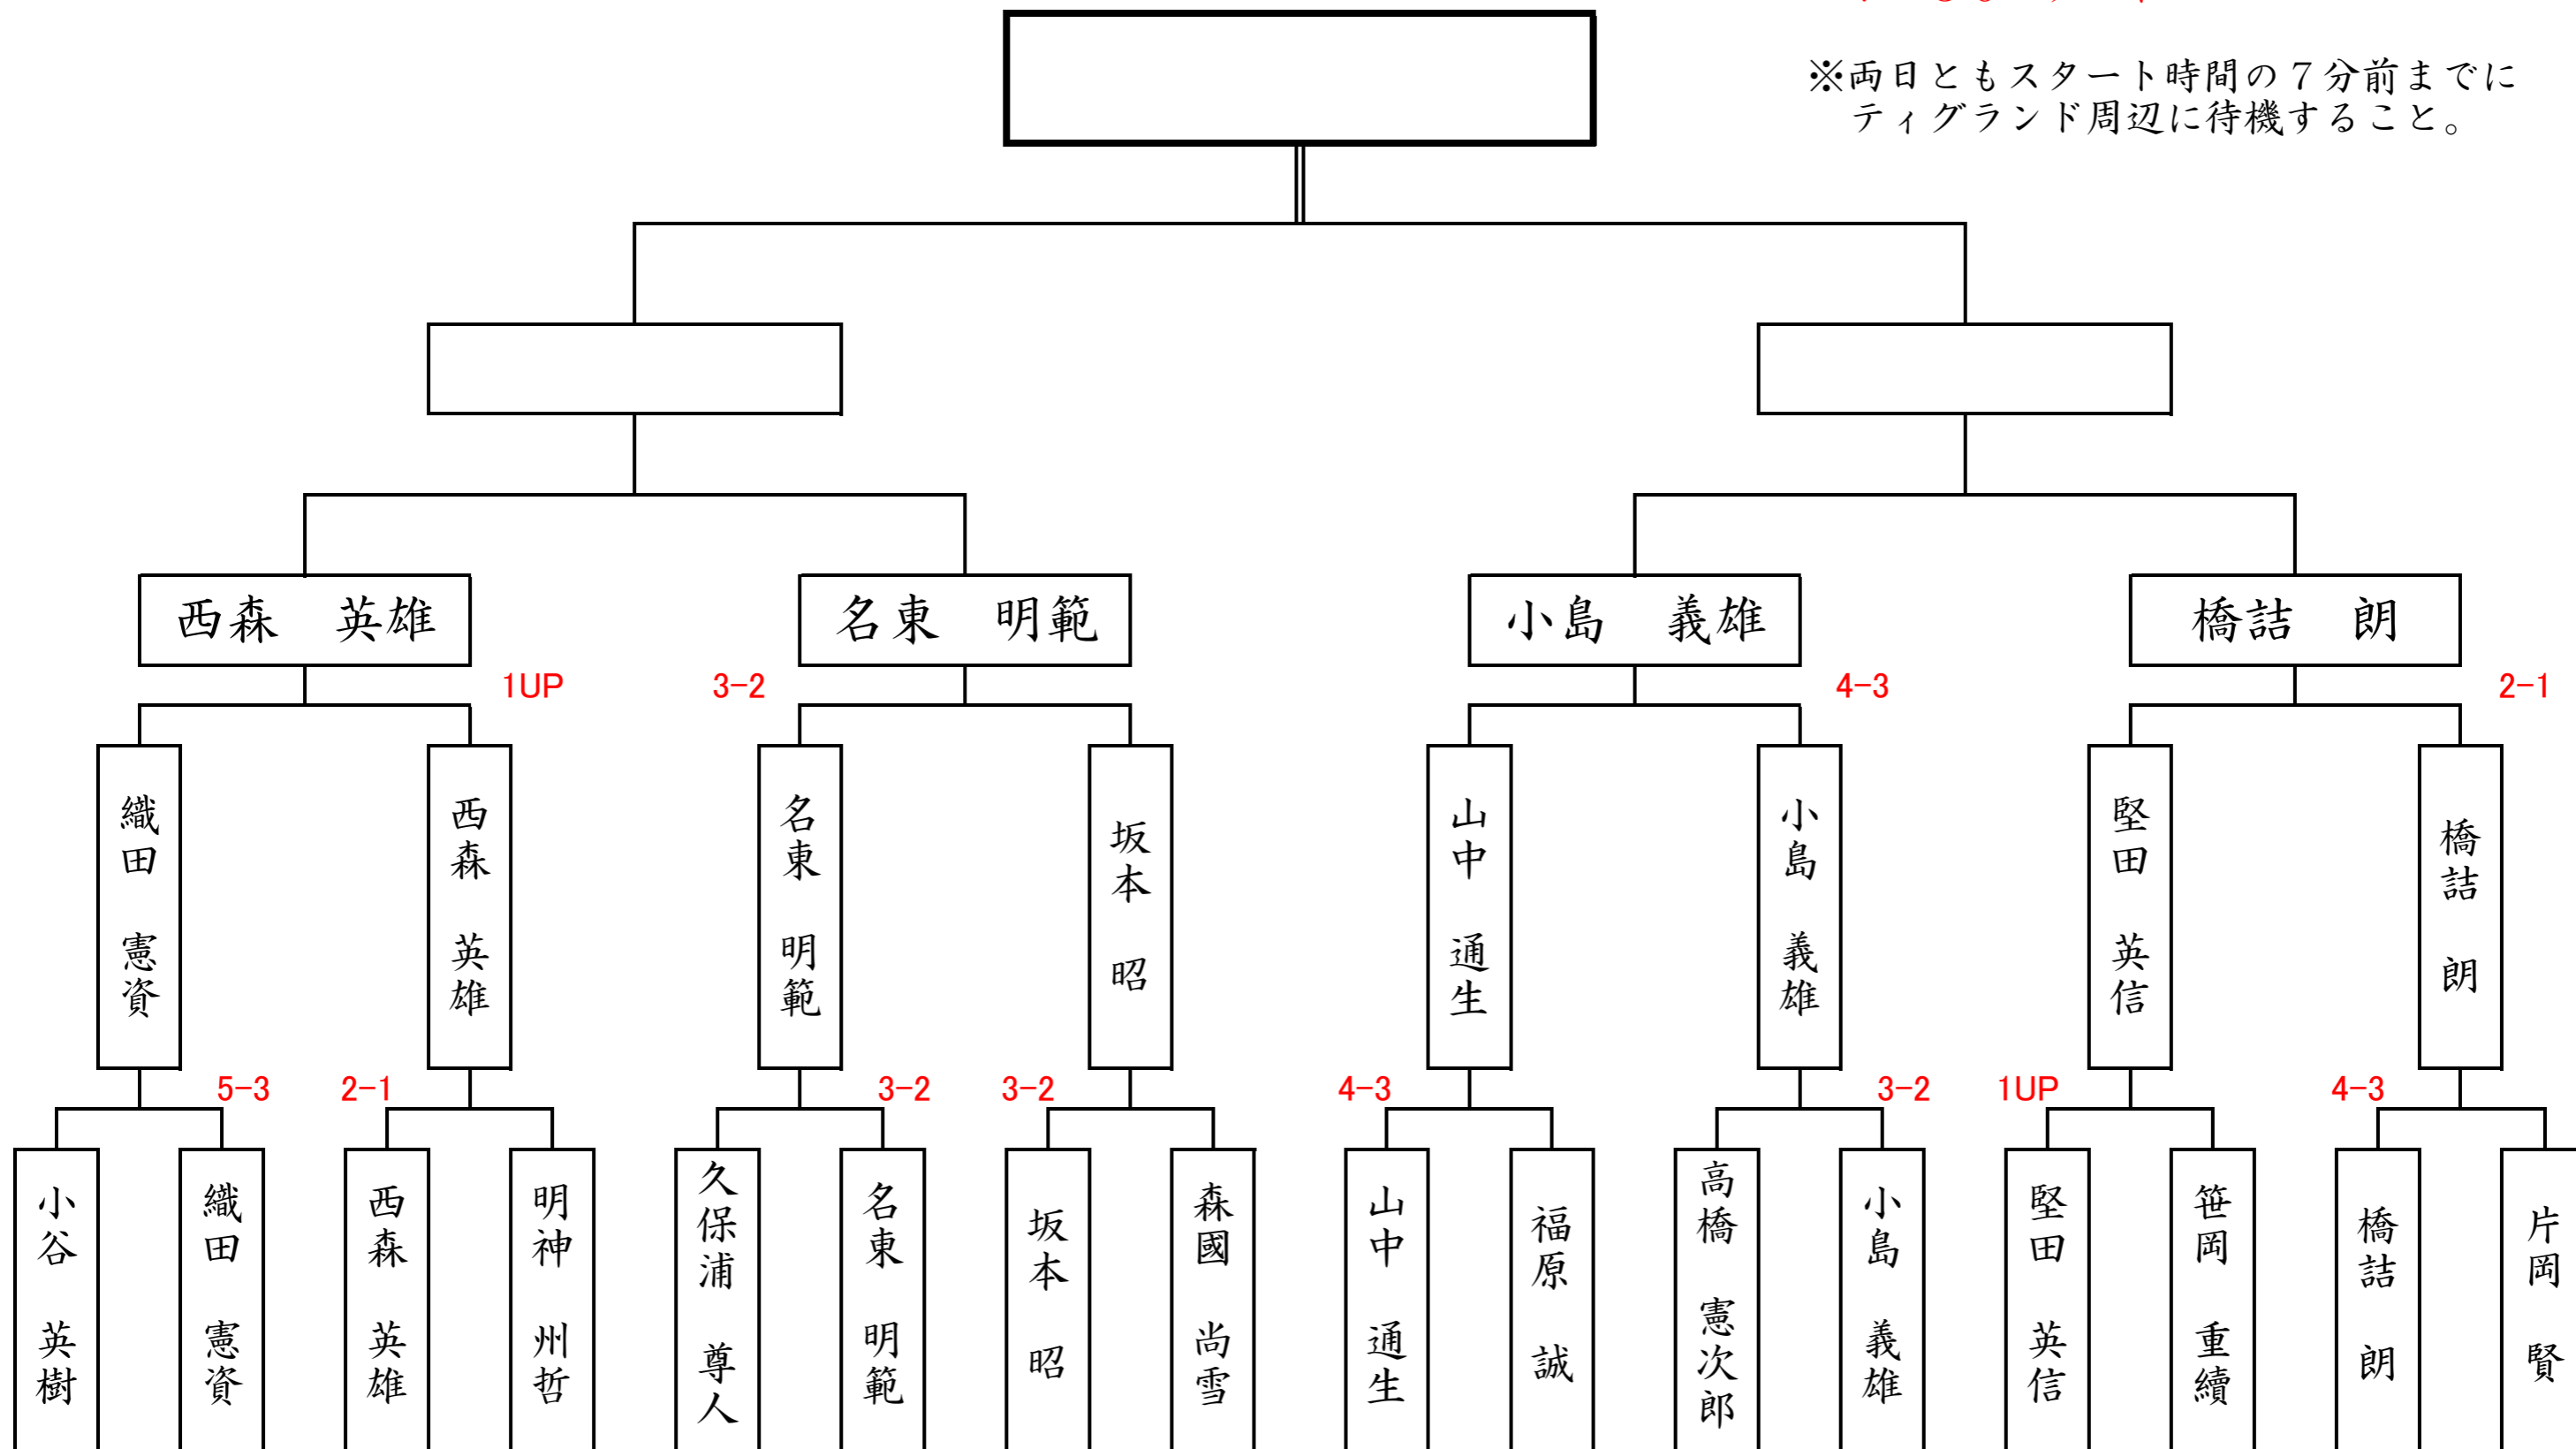 ※両日ともスタート時間の7分前までに
ティグランド周辺に待機すること。
西森 英雄
名東 明範
小島 義雄
橋詰 朗
1UP
3-2
4-3
2-1
織田 憲資
西森 英雄
名東 明範
坂本 昭
山中 通生
小島 義雄
堅田 英信
橋詰 朗
5-3
2-1
3-2
3-2
4-3
3-2
1UP
4-3
小谷 英樹
織田 憲資
西森 英雄
明神 州哲
久保浦 尊人
名東 明範
坂本 昭
森國 尚雪
山中 通生
福原 誠
高橋 憲次郎
小島 義雄
堅田 英信
笹岡 重續
橋詰 朗
片岡 賢